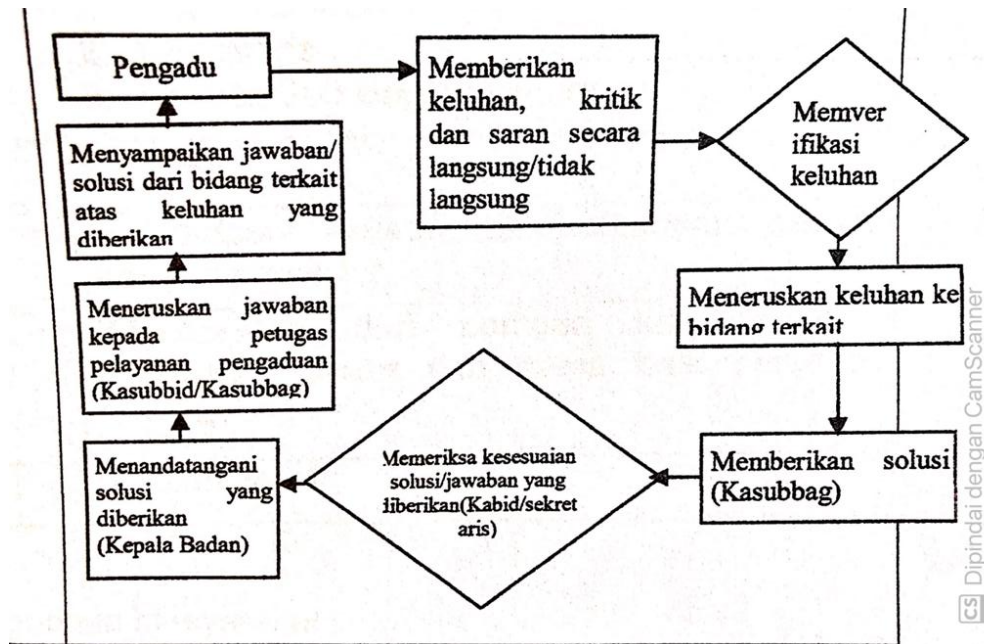 Pengadu
Memberikan
keluhan, kritik
dan saran secara
langsung/tidak
langsung
Memver
ifikasi
keluhan
Meneruskan keluhan ke
bidang terkait
Memberikan solusi
(Kasubbag)
Memeriksa kesesuaian
solusi/jawaban yang
diberikan(Kabid/sekret
aris)
Menandatangani
solusi yang
diberikan
(Kepala Badan)
Meneruskan jawaban
kepada petugas
pelayanan pengaduan
(Kasubbid/Kasubbag)
Menyampaikan jawaban/
solusi dari bidang terkait
atas keluhan yang
diberikan
CS Dipindai dengan CamScanner